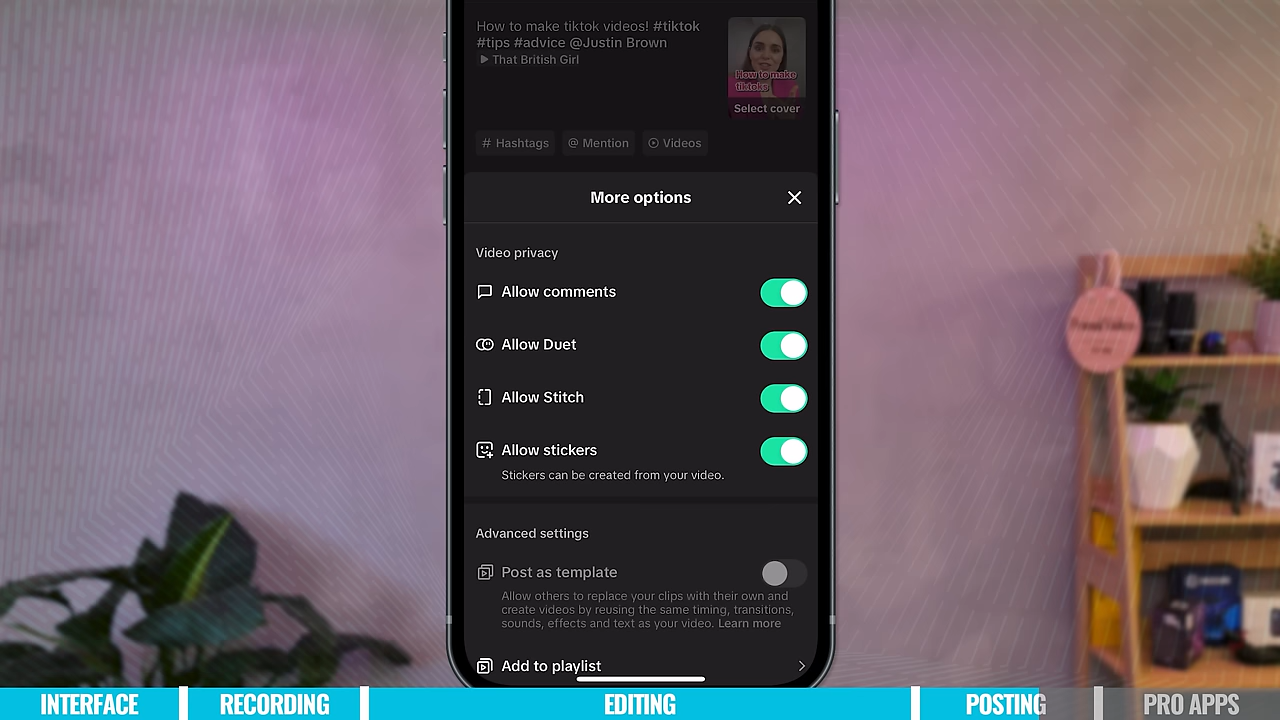 How to make tiktok videos! #tiktok
#tips #advice @Justin Brown
That British Girl
How to make
tiktoks
Select cover
# Hashtags
@ Mention
Videos
More options
Video privacy
Allow comments
Allow Duet
Allow Stitch
Allow stickers
Stickers can be created from your video.
Advanced settings
Post as template
Allow others to replace your clips with their own and
create videos by reusing the same timing, transitions,
sounds, effects and text as your video. Learn more
Add to playlist
INTERFACE
RECORDING
EDITING
POSTING
PRO APPS